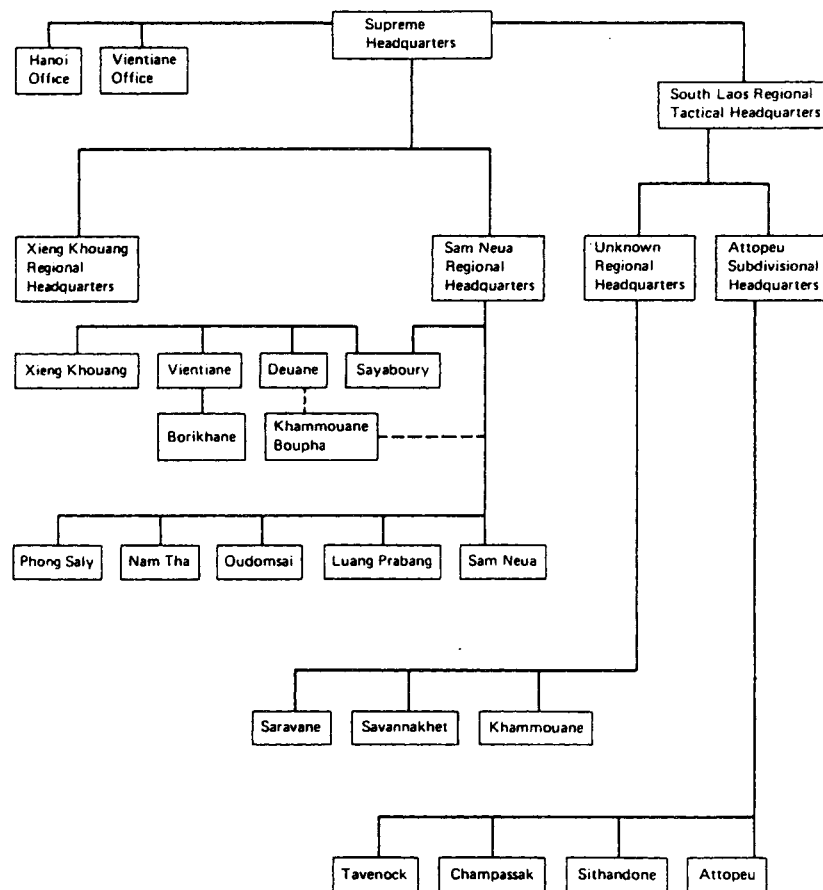 Supreme
Headquarters
Hanoi
Office
Vientiane
Office
South Laos Regional
Tactical Headquarters
Xieng Khouang
Regional
Headquarters
Sam Neua
Regional
Headquarters
Unknown
Regional
Headquarters
Attopeu
Subdivisional
Headquarters
Xieng Khouang
Vientiane
Deuane
Sayaboury
Borikhane
Khammouane
Boupha
Phong Saly
Nam Tha
Oudomsai
Luang Prabang
Sam Neua
Saravane
Savannakhet
Khammouane
Tavenock
Champassak
Sithandone
Attopeu